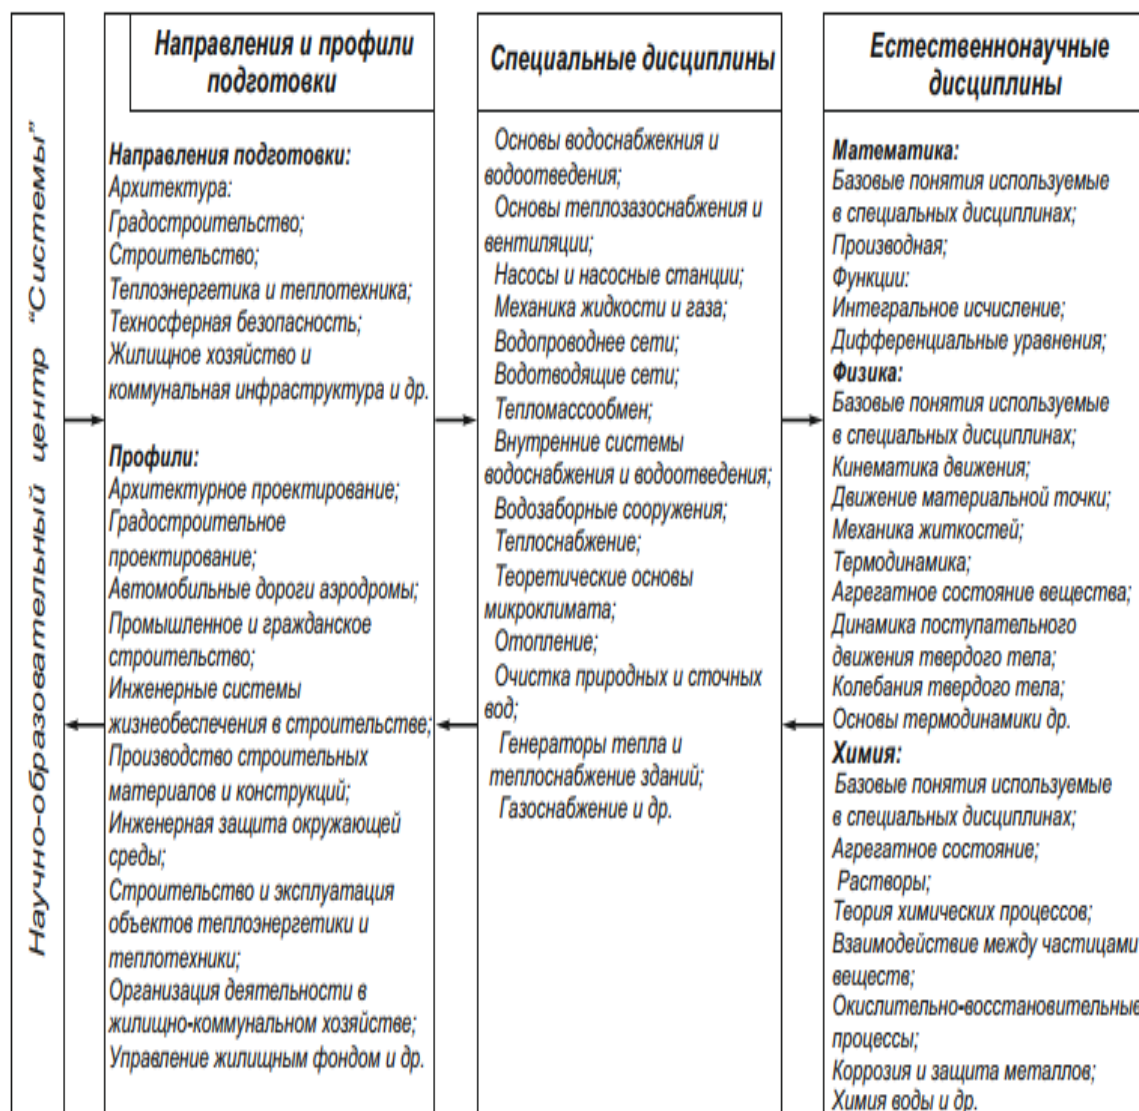 Научно-образовательный центр “Системы”
Направления и профили
подготовки
Направления подготовки:
Архитектура:
Градостроительство;
Строительство;
Теплоэнергетика и теплотехника;
Техносферная безопасность;
Жилищное хозяйство и
коммунальная инфраструктура и др.
Профили:
Архитектурное проектирование;
Градостроительное
проектирование;
Автомобильные дороги аэродромы;
Промышленное и гражданское
строительство;
Инженерные системы
жизнеобеспечения в строительстве;
Производство строительных
материалов и конструкций;
Инженерная защита окружающей
среды;
Строительство и эксплуатация
объектов теплоэнергетики и
теплотехники;
Организация деятельности в
жилищно-коммунальном хозяйстве;
Управление жилищным фондом и др.
Специальные дисциплины
Основы водоснабжекния и
водоотведения;
Основы теплозазоснабжения и
вентиляции;
Насосы и насосные станции;
Механика жидкости и газа;
Водопроводнее сети;
Водотводящие сети;
Тепломассообмен;
Внутренние системы
водоснабжения и водоотведения;
Водозаборные сооружения;
Теплоснабжение;
Теоретические основы
микроклимата;
Отопление;
Очистка природных и сточных
вод;
Генераторы тепла и
теплоснабжение зданий;
Газоснабжение и др.
Естественнонаучные
дисциплины
Математика:
Базовые понятия используемые
в специальных дисциплинах;
Производная;
Функции:
Интегральное исчисление;
Дифференциальные уравнения;
Физика:
Базовые понятия используемые
в специальных дисциплинах;
Кинематика движения;
Движение материальной точки;
Механика житкостей;
Термодинамика;
Агрегатное состояние вещества;
Динамика поступательного
движения твердого тела;
Колебания твердого тела;
Основы термодинамики др.
Химия:
Базовые понятия используемые
в специальных дисциплинах;
Агрегатное состояние;
Растворы;
Теория химических процессов;
Взаимодействие между частицами
веществ;
Окислительно-восстановительные
процессы;
Коррозия и защита металлов;
Химия воды и др.